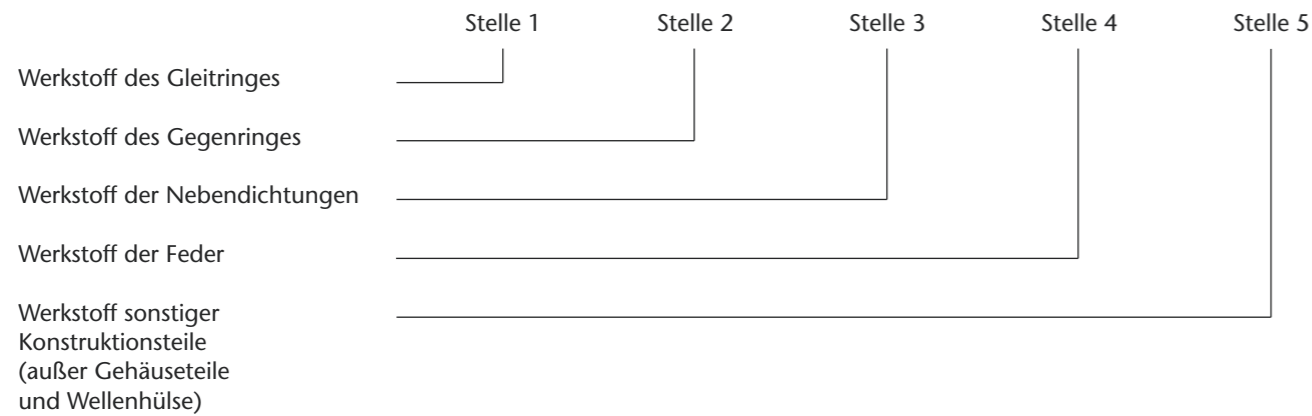 Stelle 1 Stelle 2 Stelle 3 Stelle 4 Stelle 5
Werkstoff des Gleitringes
Werkstoff des Gegenringes
Werkstoff der Nebendichtungen
Werkstoff der Feder
Werkstoff sonstiger
Konstruktionsteile
(außer Gehäuseteile
und Wellenhülse)